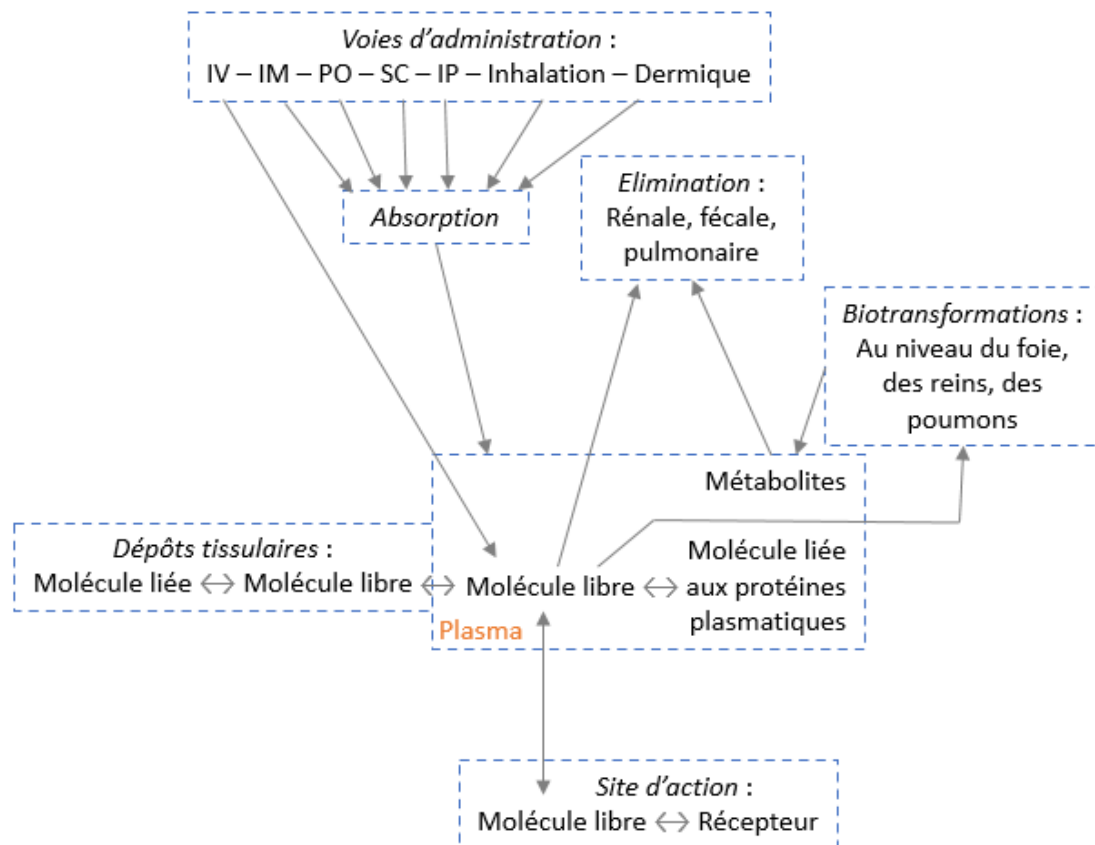 Voies d’administration :
IV – IM – PO – SC – IP – Inhalation – Dermique
Absorption
Elimination :
Rénale, fécale,
pulmonaire
Biotransformations :
Au niveau du foie,
des reins, des
poumons
Métabolites
Dépôts tissulaires :
Molécule liée <-> Molécule libre <-> Molécule libre <-> Molécule liée
aux protéines
plasmatiques
Plasma
Site d’action :
Molécule libre <-> Récepteur